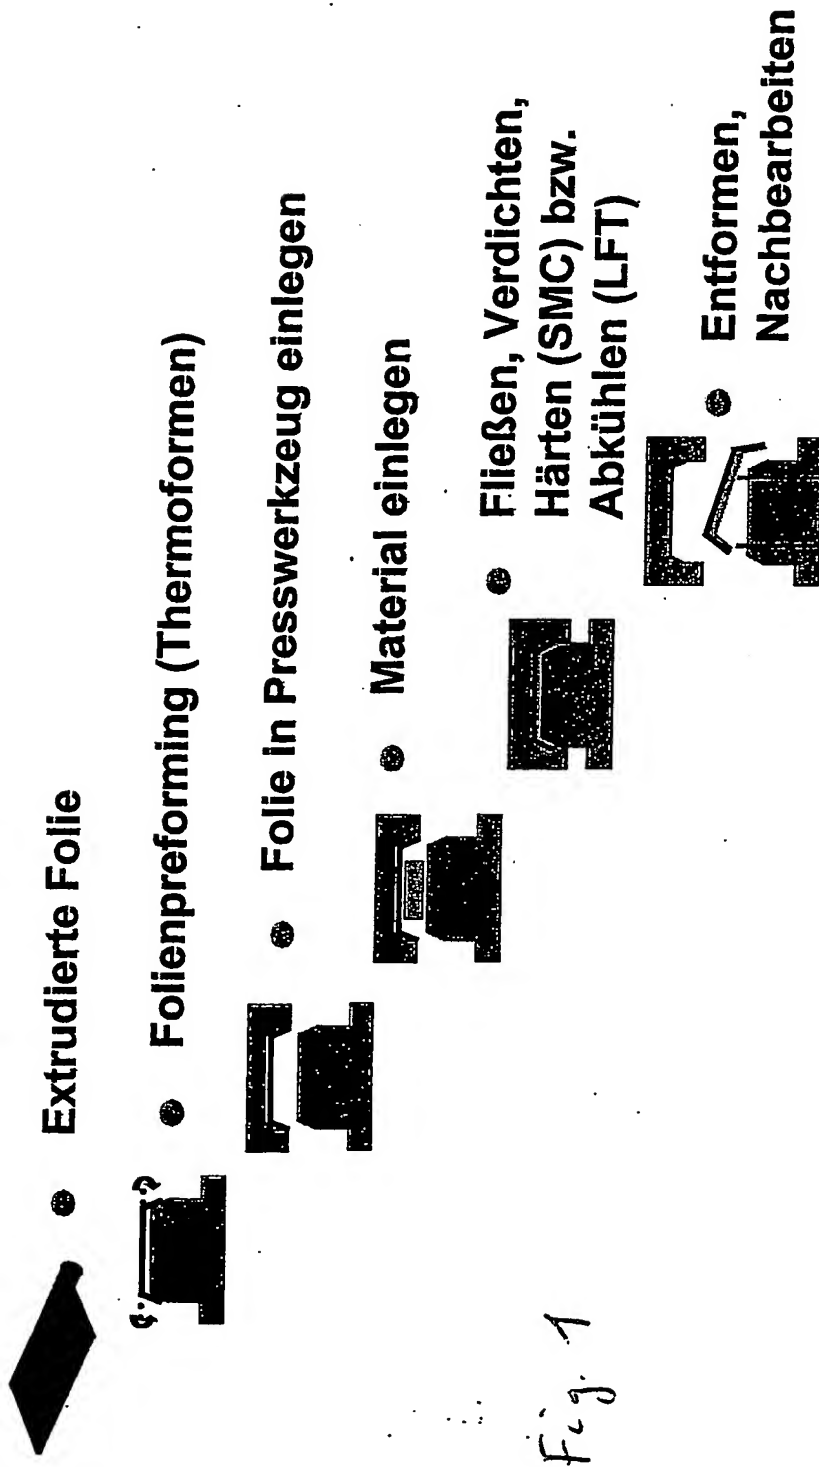 Extrudierte Folie
Folienpreforming (Thermoformen)
Folie in Presswerkzeug einlegen
Material einlegen
Fließen, Verdichten,
Härten (SMC) bzw.
Abkühlen (LFT)
Entformen,
Nachbearbeiten
Fig. 1